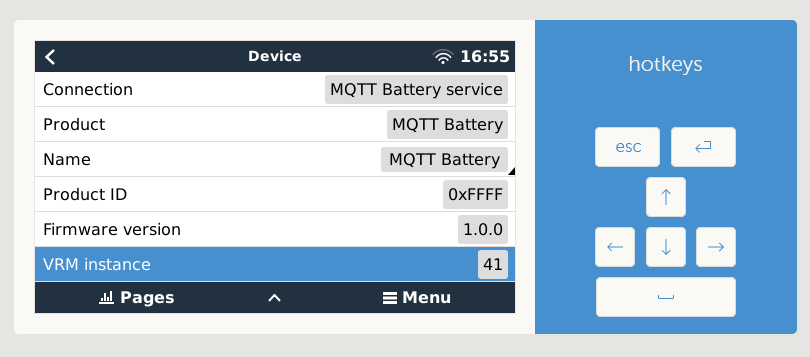 Device 16:55
Connection MQTT Battery service
Product MQTT Battery
Name MQTT Battery
Product ID 0xFFFF
Firmware version 1.0.0
VRM instance 41
Pages Menu
hotkeys
esc